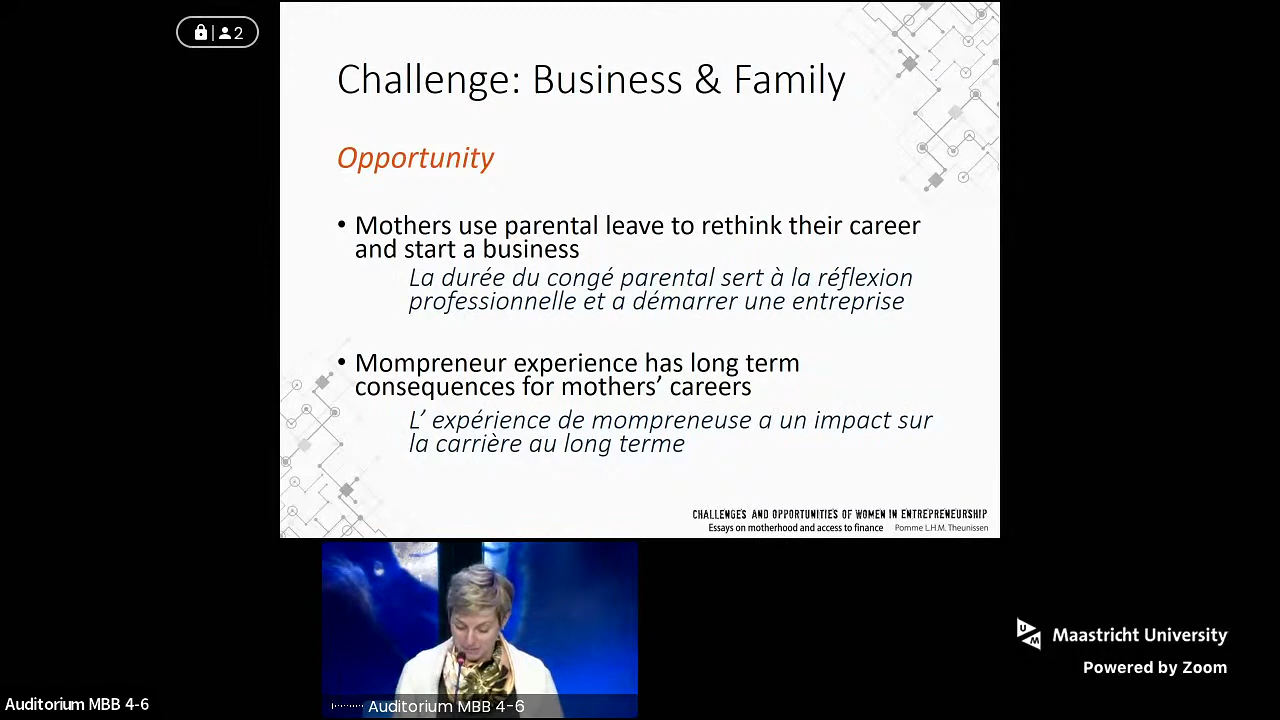 2
Challenge: Business & Family
Opportunity
• Mothers use parental leave to rethink their career
and start a business
La durée du congé parental sert à la réflexion
professionnelle et a démarrer une entreprise
• Mompreneur experience has long term
consequences for mothers’ careers
L’ expérience de mompreneuse a un impact sur
la carrière au long terme
CHALLENGES AND OPPORTUNITIES OF WOMEN IN ENTREPRENEURSHIP
Essays on motherhood and access to finance Pomme L.H.M. Theunissen
UM Maastricht University
Powered by Zoom
Auditorium MBB 4-6
Auditorium MBB 4-6